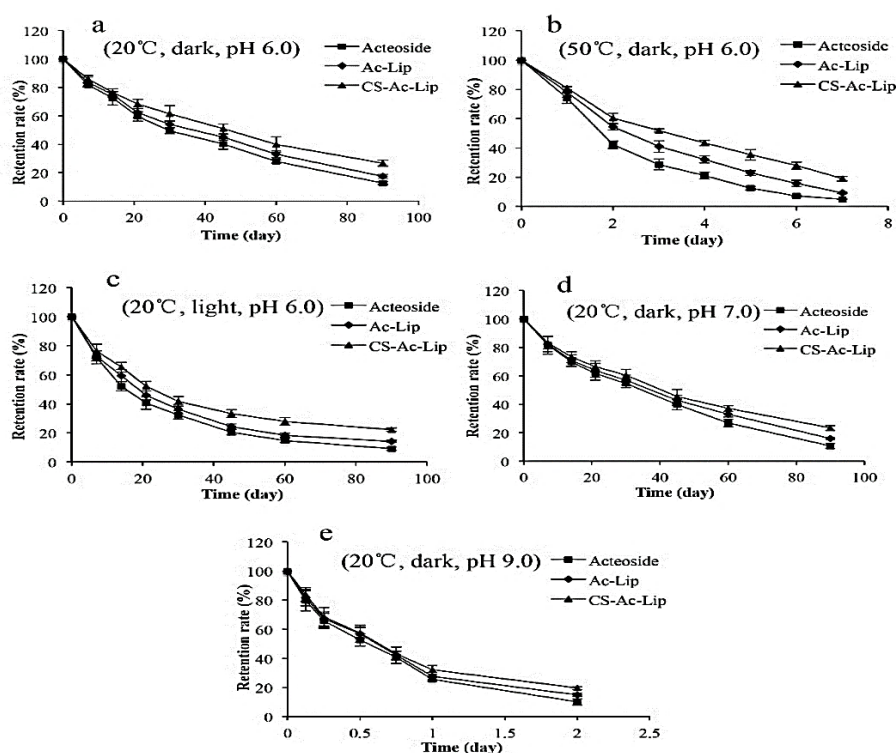 a
(20℃, dark, pH 6.0)
Acteoside
Ac-Lip
CS-Ac-Lip
Retention rate (%)
120
100
80
60
40
20
0
0 20 40 60 80 100
Time (day)
b
(50℃, dark, pH 6.0)
Acteoside
Ac-Lip
CS-Ac-Lip
Retention rate (%)
120
100
80
60
40
20
0
0 2 4 6 8
Time (day)
c
(20℃, light, pH 6.0)
Acteoside
Ac-Lip
CS-Ac-Lip
Retention rate (%)
120
100
80
60
40
20
0
0 20 40 60 80 100
Time (day)
d
(20℃, dark, pH 7.0)
Acteoside
Ac-Lip
CS-Ac-Lip
Retention rate (%)
120
100
80
60
40
20
0
0 20 40 60 80 100
Time (day)
e
(20℃, dark, pH 9.0)
Acteoside
Ac-Lip
CS-Ac-Lip
Retention rate (%)
120
100
80
60
40
20
0
0 0.5 1 1.5 2 2.5
Time (day)